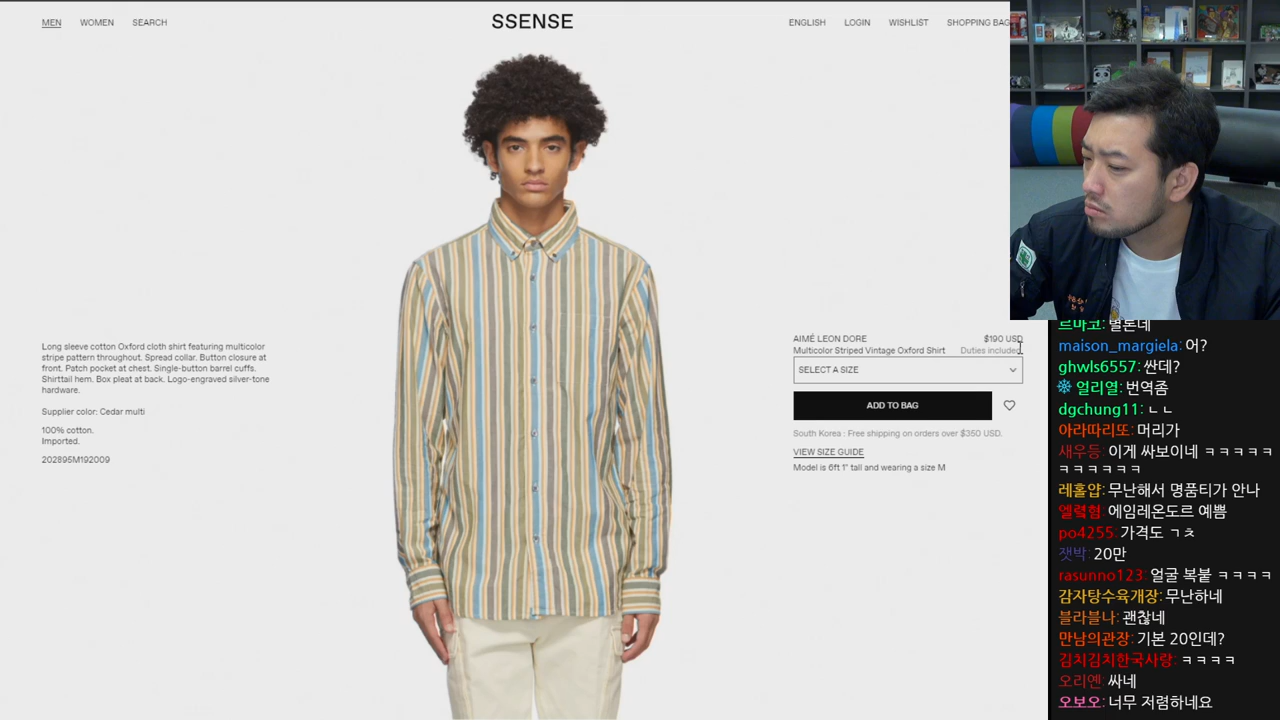 MEN WOMEN SEARCH SSENSE ENGLISH LOGIN WISHLIST SHOPPING BAG
Long sleeve cotton Oxford cloth shirt featuring multicolor
stripe pattern throughout. Spread collar. Button closure at
front. Patch pocket at chest. Single-button barrel cuffs.
Shirttail hem. Box pleat at back. Logo-engraved silver-tone
hardware.
Supplier color: Cedar multi
100% cotton.
Imported.
202895M192009
AIMÉ LEON DORE $190 USD
Multicolor Striped Vintage Oxford Shirt Duties included
SELECT A SIZE
ADD TO BAG
South Korea : Free shipping on orders over $350 USD.
VIEW SIZE GUIDE
Model is 6ft 1" tall and wearing a size M
르마코: 별론데
maison_margiela: 어?
ghwls6557: 싼데?
얼리열: 번역좀
dgchung11: ㄴㄴ
아라따리또: 머리가
새우등: 이게 싸보이네 ㅋㅋㅋㅋㅋ
ㅋㅋㅋㅋㅋㅋ
레홀얍: 무난해서 명품티가 안나
엘렠형: 에임레온도르 예쁨
po4255: 가격도 ㄱㅊ
잿박: 20만
rasunno123: 얼굴 복붙 ㅋㅋㅋㅋ
감자탕수육개장: 무난하네
블라블나: 괜찮네
만남의관장: 기본 20인데?
김치김치한국사랑: ㅋㅋㅋㅋ
오리옌: 싸네
오보오: 너무 저렴하네요